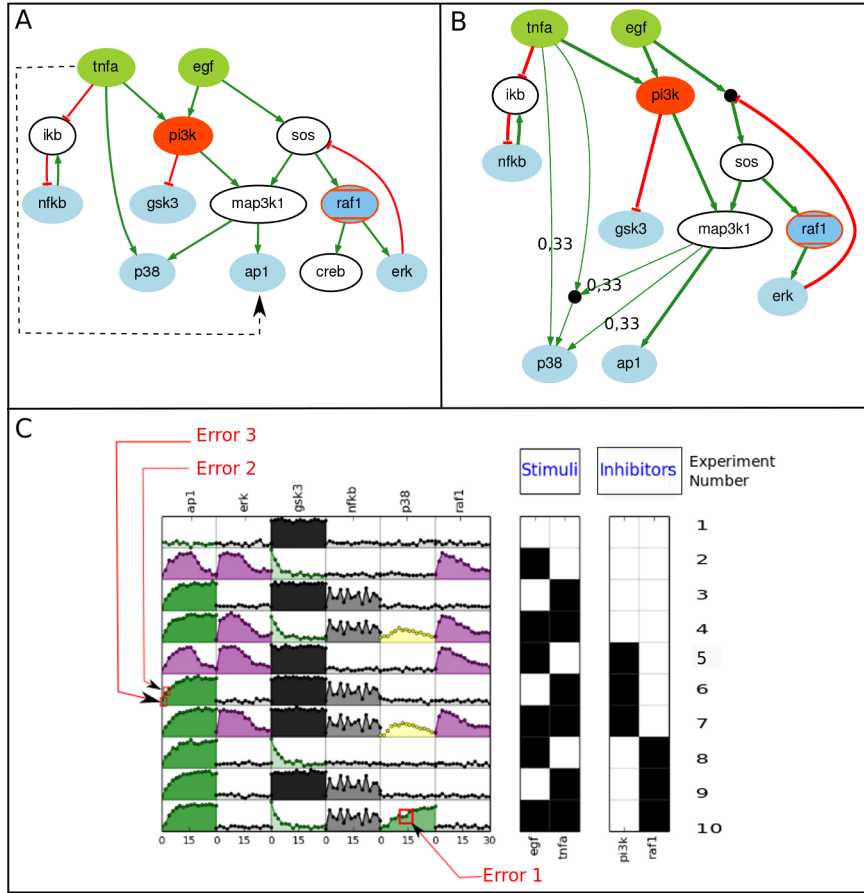 A
tnfa
egf
ikb
pi3k
sos
nfkb
gsk3
map3k1
raf1
p38
ap1
creb
erk
B
tnfa
egf
ikb
pi3k
nfkb
sos
gsk3
map3k1
raf1
0,33
0,33
0,33
erk
p38
ap1
C
Error 3
Error 2
Stimuli
Inhibitors
Experiment
Number
ap1
erk
gsk3
nfkb
p38
raf1
1
2
3
4
5
6
7
8
9
10
0 15 0 15 0 15 0 15 0 15 0 15 30
egf
tnfa
pi3k
raf1
Error 1